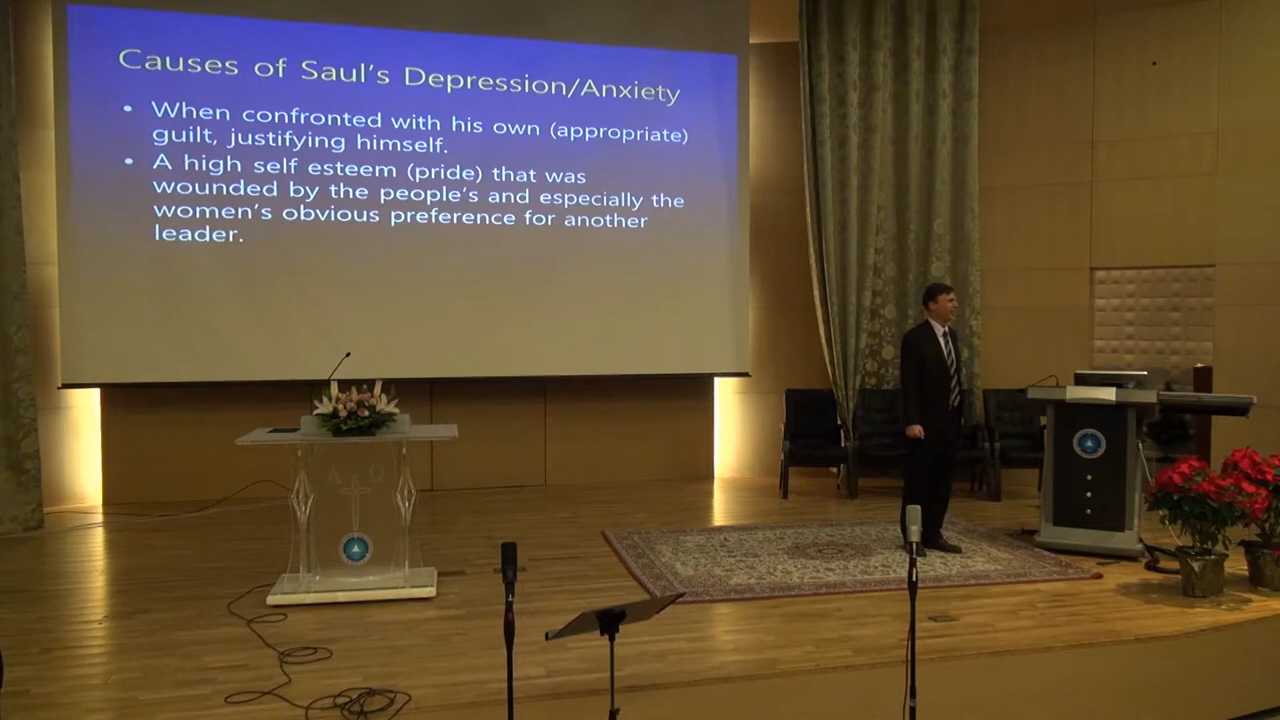 Causes of Saul's Depression/Anxiety
• When confronted with his own (appropriate)
guilt, justifying himself.
• A high self esteem (pride) that was
wounded by the people's and especially the
women's obvious preference for another
leader.
Α Ω